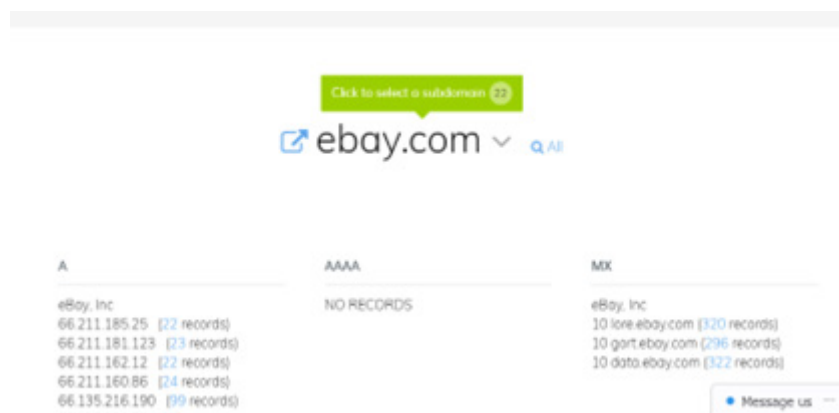 Click to select a subdomain 22
ebay.com All
A
eBay, Inc
66.211.185.25 (22 records)
66.211.181.123 (23 records)
66.211.162.12 (22 records)
66.211.160.86 (24 records)
66.135.216.190 (99 records)
AAAA
NO RECORDS
MX
eBay, Inc
10 lore.ebay.com (320 records)
10 gort.ebay.com (296 records)
10 data.ebay.com (322 records)
Message us